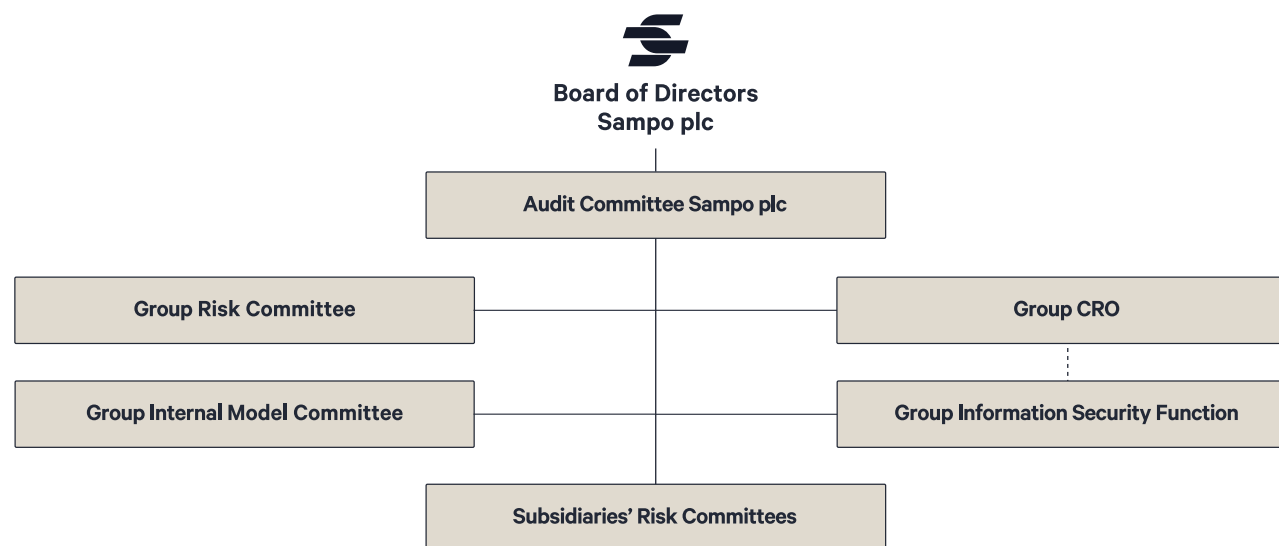 Board of Directors
Sampo plc
Audit Committee Sampo plc
Group Risk Committee
Group CRO
Group Internal Model Committee
Group Information Security Function
Subsidiaries’ Risk Committees